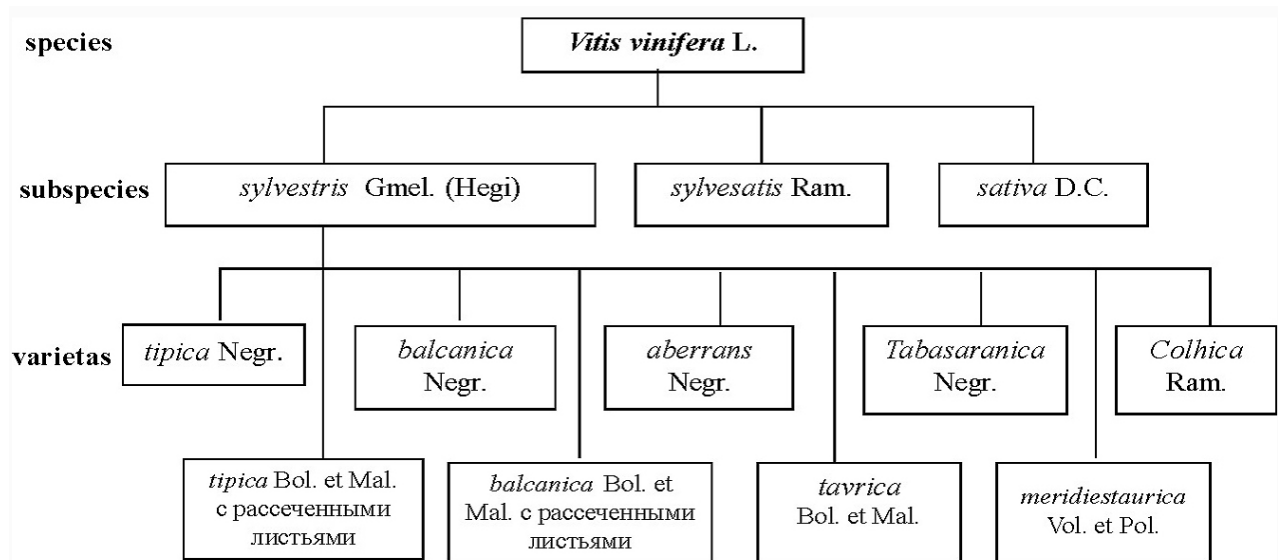 species
Vitis vinifera L.
subspecies
sylvestris Gmel. (Hegi)
sylvesatis Ram.
sativa D.C.
varietas
tipica Negr.
balcanica
Negr.
aberrans
Negr.
Tabasaranica
Negr.
Colhica
Ram.
tipica Bol. et Mal.
с рассеченными
листьями
balcanica Bol. et
Mal. с рассеченными
листьями
tavrica
Bol. et Mal.
meridiestaurica
Vol. et Pol.